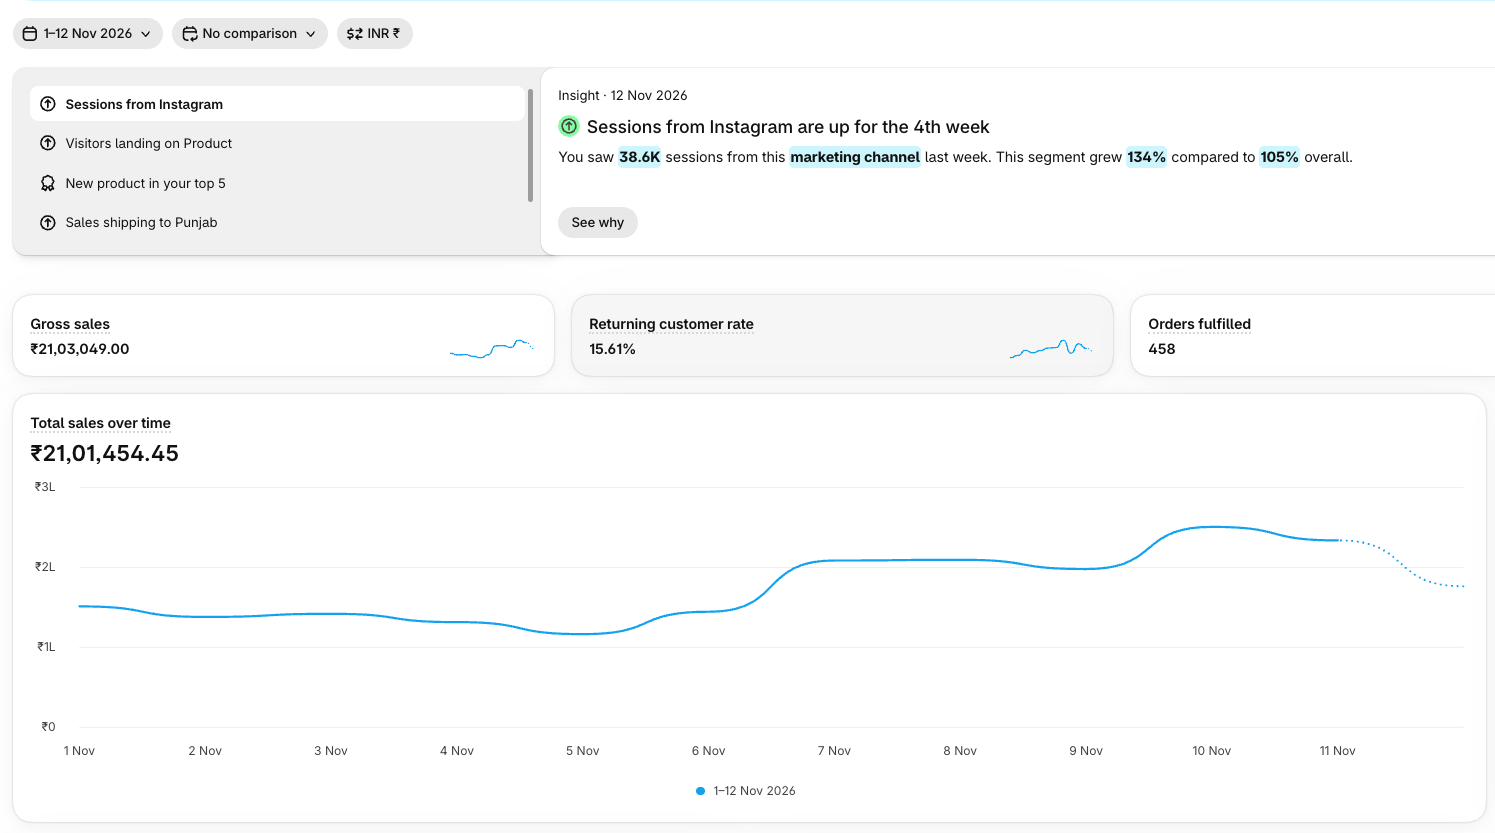 1–12 Nov 2026
No comparison
INR ₹
Sessions from Instagram
Visitors landing on Product
New product in your top 5
Sales shipping to Punjab
Insight · 12 Nov 2026
Sessions from Instagram are up for the 4th week
You saw 38.6K sessions from this marketing channel last week. This segment grew 134% compared to 105% overall.
See why
Gross sales
₹21,03,049.00
Returning customer rate
15.61%
Orders fulfilled
458
Total sales over time
₹21,01,454.45
₹3L
₹2L
₹1L
₹0
1 Nov 2 Nov 3 Nov 4 Nov 5 Nov 6 Nov 7 Nov 8 Nov 9 Nov 10 Nov 11 Nov
1–12 Nov 2026